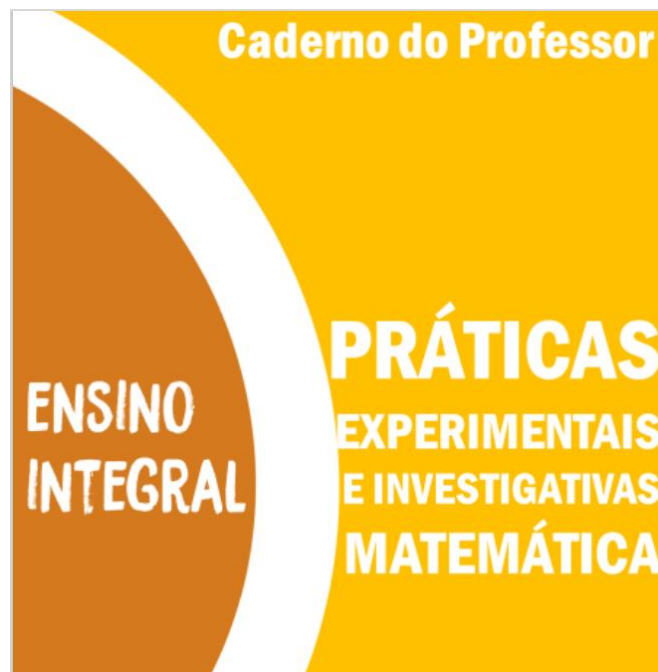 Caderno do Professor
ENSINO
INTEGRAL
PRÁTICAS
EXPERIMENTAIS
E INVESTIGATIVAS
MATEMÁTICA